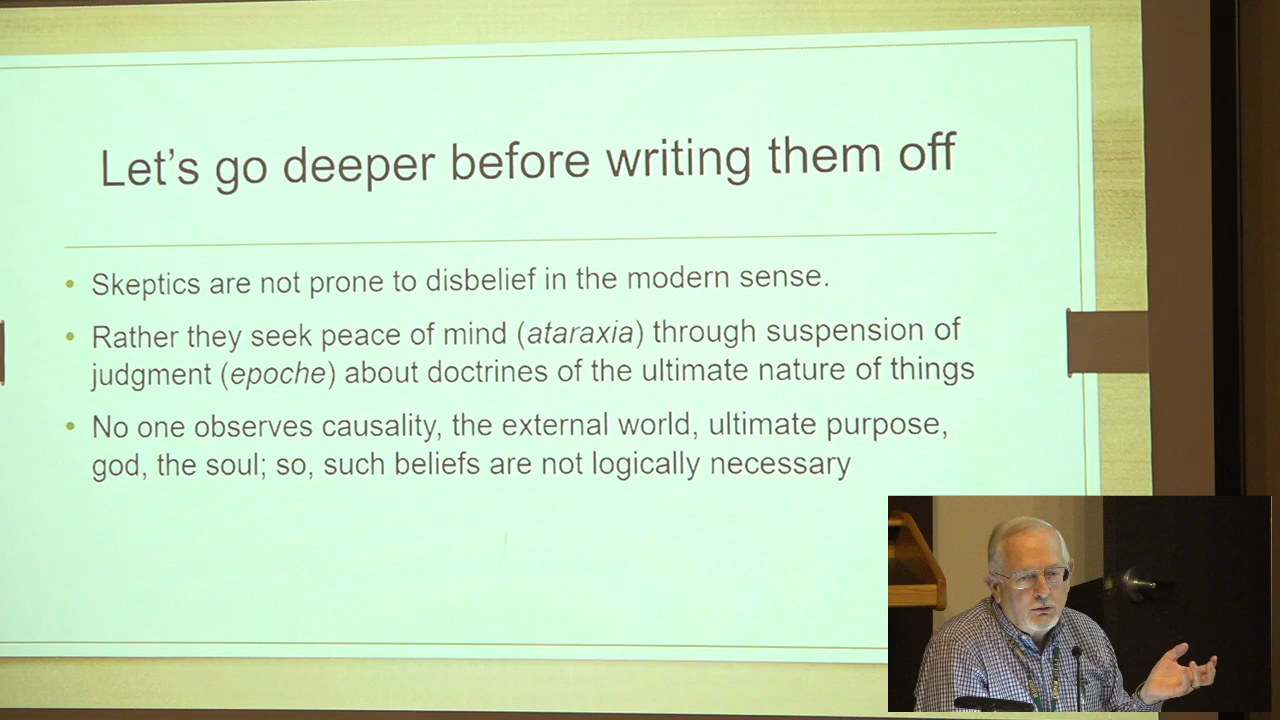 Let's go deeper before writing them off
• Skeptics are not prone to disbelief in the modern sense.
• Rather they seek peace of mind (ataraxia) through suspension of
judgment (epoche) about doctrines of the ultimate nature of things
• No one observes causality, the external world, ultimate purpose,
god, the soul; so, such beliefs are not logically necessary